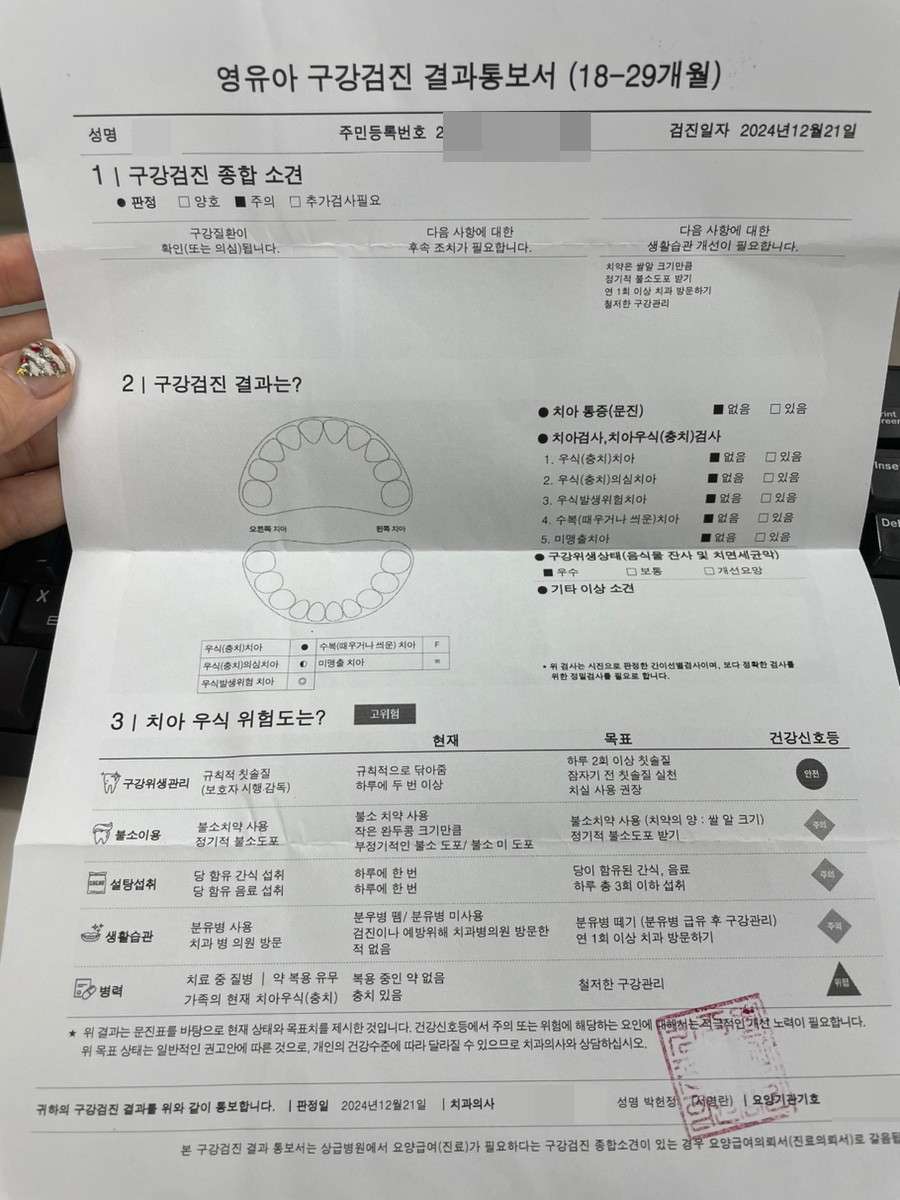 영유아 구강검진 결과통보서 (18-29개월)
성명 주민등록번호 2 검진일자 2024년12월21일
1 | 구강검진 종합 소견
● 판정 □ 양호 ■ 주의 □ 추가검사필요
구강질환이
확인(또는 의심)됩니다.
다음 사항에 대한
후속 조치가 필요합니다.
다음 사항에 대한
생활습관 개선이 필요합니다.
치약은 쌀알 크기만큼
정기적 불소도포 받기
연 1회 이상 치과 방문하기
철저한 구강관리
2 | 구강검진 결과는?
오른쪽 치아 왼쪽 치아
우식(충치)치아 ● 수복(때우거나 씌운) 치아 F
우식(충치)의심치아 ◐ 미맹출 치아 =
우식발생위험 치아 ◎
● 치아 통증(문진) ■ 없음 □ 있음
● 치아검사,치아우식(충치)검사
1. 우식(충치)치아 ■ 없음 □ 있음
2. 우식(충치)의심치아 ■ 없음 □ 있음
3. 우식발생위험치아 ■ 없음 □ 있음
4. 수복(때우거나 씌운)치아 ■ 없음 □ 있음
5. 미맹출치아 ■ 없음 □ 있음
● 구강위생상태(음식물 잔사 및 치면세균막)
■ 우수 □ 보통 □ 개선요망
● 기타 이상 소견
* 위 검사는 시진으로 판정한 간이선별검사이며, 보다 정확한 검사를
위한 정밀검사를 필요로 합니다.
3 | 치아 우식 위험도는? 고위험
현재 목표 건강신호등
구강위생관리
규칙적 칫솔질
(보호자 시행,감독)
규칙적으로 닦아줌
하루에 두 번 이상
하루 2회 이상 칫솔질
잠자기 전 칫솔질 실천
치실 사용 권장
안전
불소이용
불소치약 사용
정기적 불소도포
불소 치약 사용
작은 완두콩 크기만큼
부정기적인 불소 도포/ 불소 미 도포
불소치약 사용 (치약의 양 : 쌀 알 크기)
정기적 불소도포 받기
주의
SUGAR
설탕섭취
당 함유 간식 섭취
당 함유 음료 섭취
하루에 한 번
하루에 한 번
당이 함유된 간식, 음료
하루 총 3회 이하 섭취
주의
생활습관
분유병 사용
치과 병 의원 방문
분우병 뗌/ 분유병 미사용
검진이나 예방위해 치과병의원 방문한
적 없음
분유병 떼기 (분유병 급유 후 구강관리)
연 1회 이상 치과 방문하기
주의
병력
치료 중 질병 | 약 복용 유무
가족의 현재 치아우식(충치)
복용 중인 약 없음
충치 있음
철저한 구강관리
위험
★ 위 결과는 문진표를 바탕으로 현재 상태와 목표치를 제시한 것입니다. 건강신호등에서 주의 또는 위험에 해당하는 요인에 대해서는 적극적인 개선 노력이 필요합니다.
위 목표 상태는 일반적인 권고안에 따른 것으로, 개인의 건강수준에 따라 달라질 수 있으므로 치과의사와 상담하십시오.
귀하의 구강검진 결과를 위와 같이 통보합니다. | 판정일 2024년12월21일 | 치과의사 성명 박헌정 | 요양기관기호
본 구강검진 결과 통보서는 상급병원에서 요양급여(진료)가 필요하다는 구강검진 종합소견이 있는 경우 요양급여의뢰서(진료의뢰서)로 갈음됩